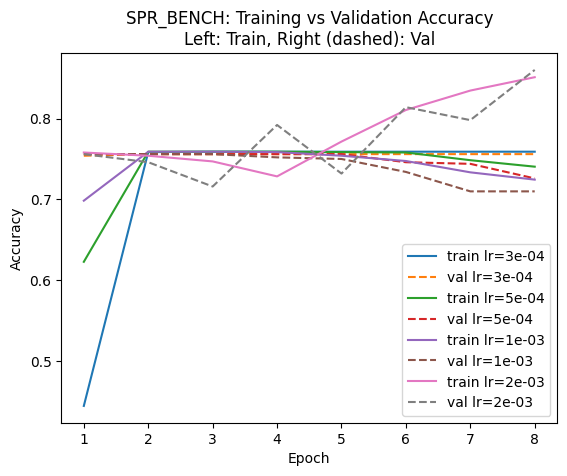 SPR_BENCH: Training vs Validation Accuracy
Left: Train, Right (dashed): Val
Accuracy
0.8
0.7
0.6
0.5
train lr=3e-04
val lr=3e-04
train lr=5e-04
val lr=5e-04
train lr=1e-03
val lr=1e-03
train lr=2e-03
val lr=2e-03
1 2 3 4 5 6 7 8
Epoch